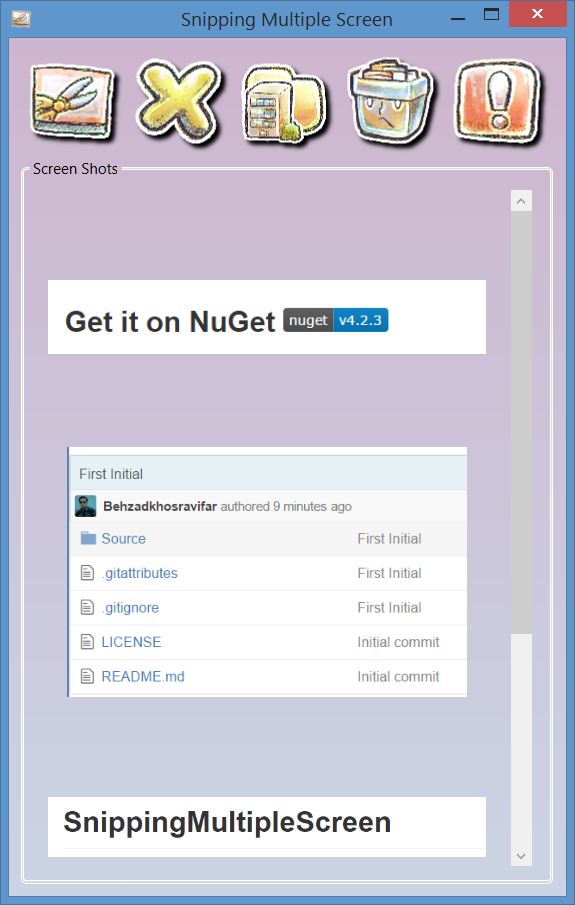 Snipping Multiple Screen
Screen Shots
Get it on NuGet nuget v4.2.3
First Initial
Behzadkhosravifar authored 9 minutes ago
Source First Initial
.gitattributes First Initial
.gitignore First Initial
LICENSE Initial commit
README.md Initial commit
SnippingMultipleScreen